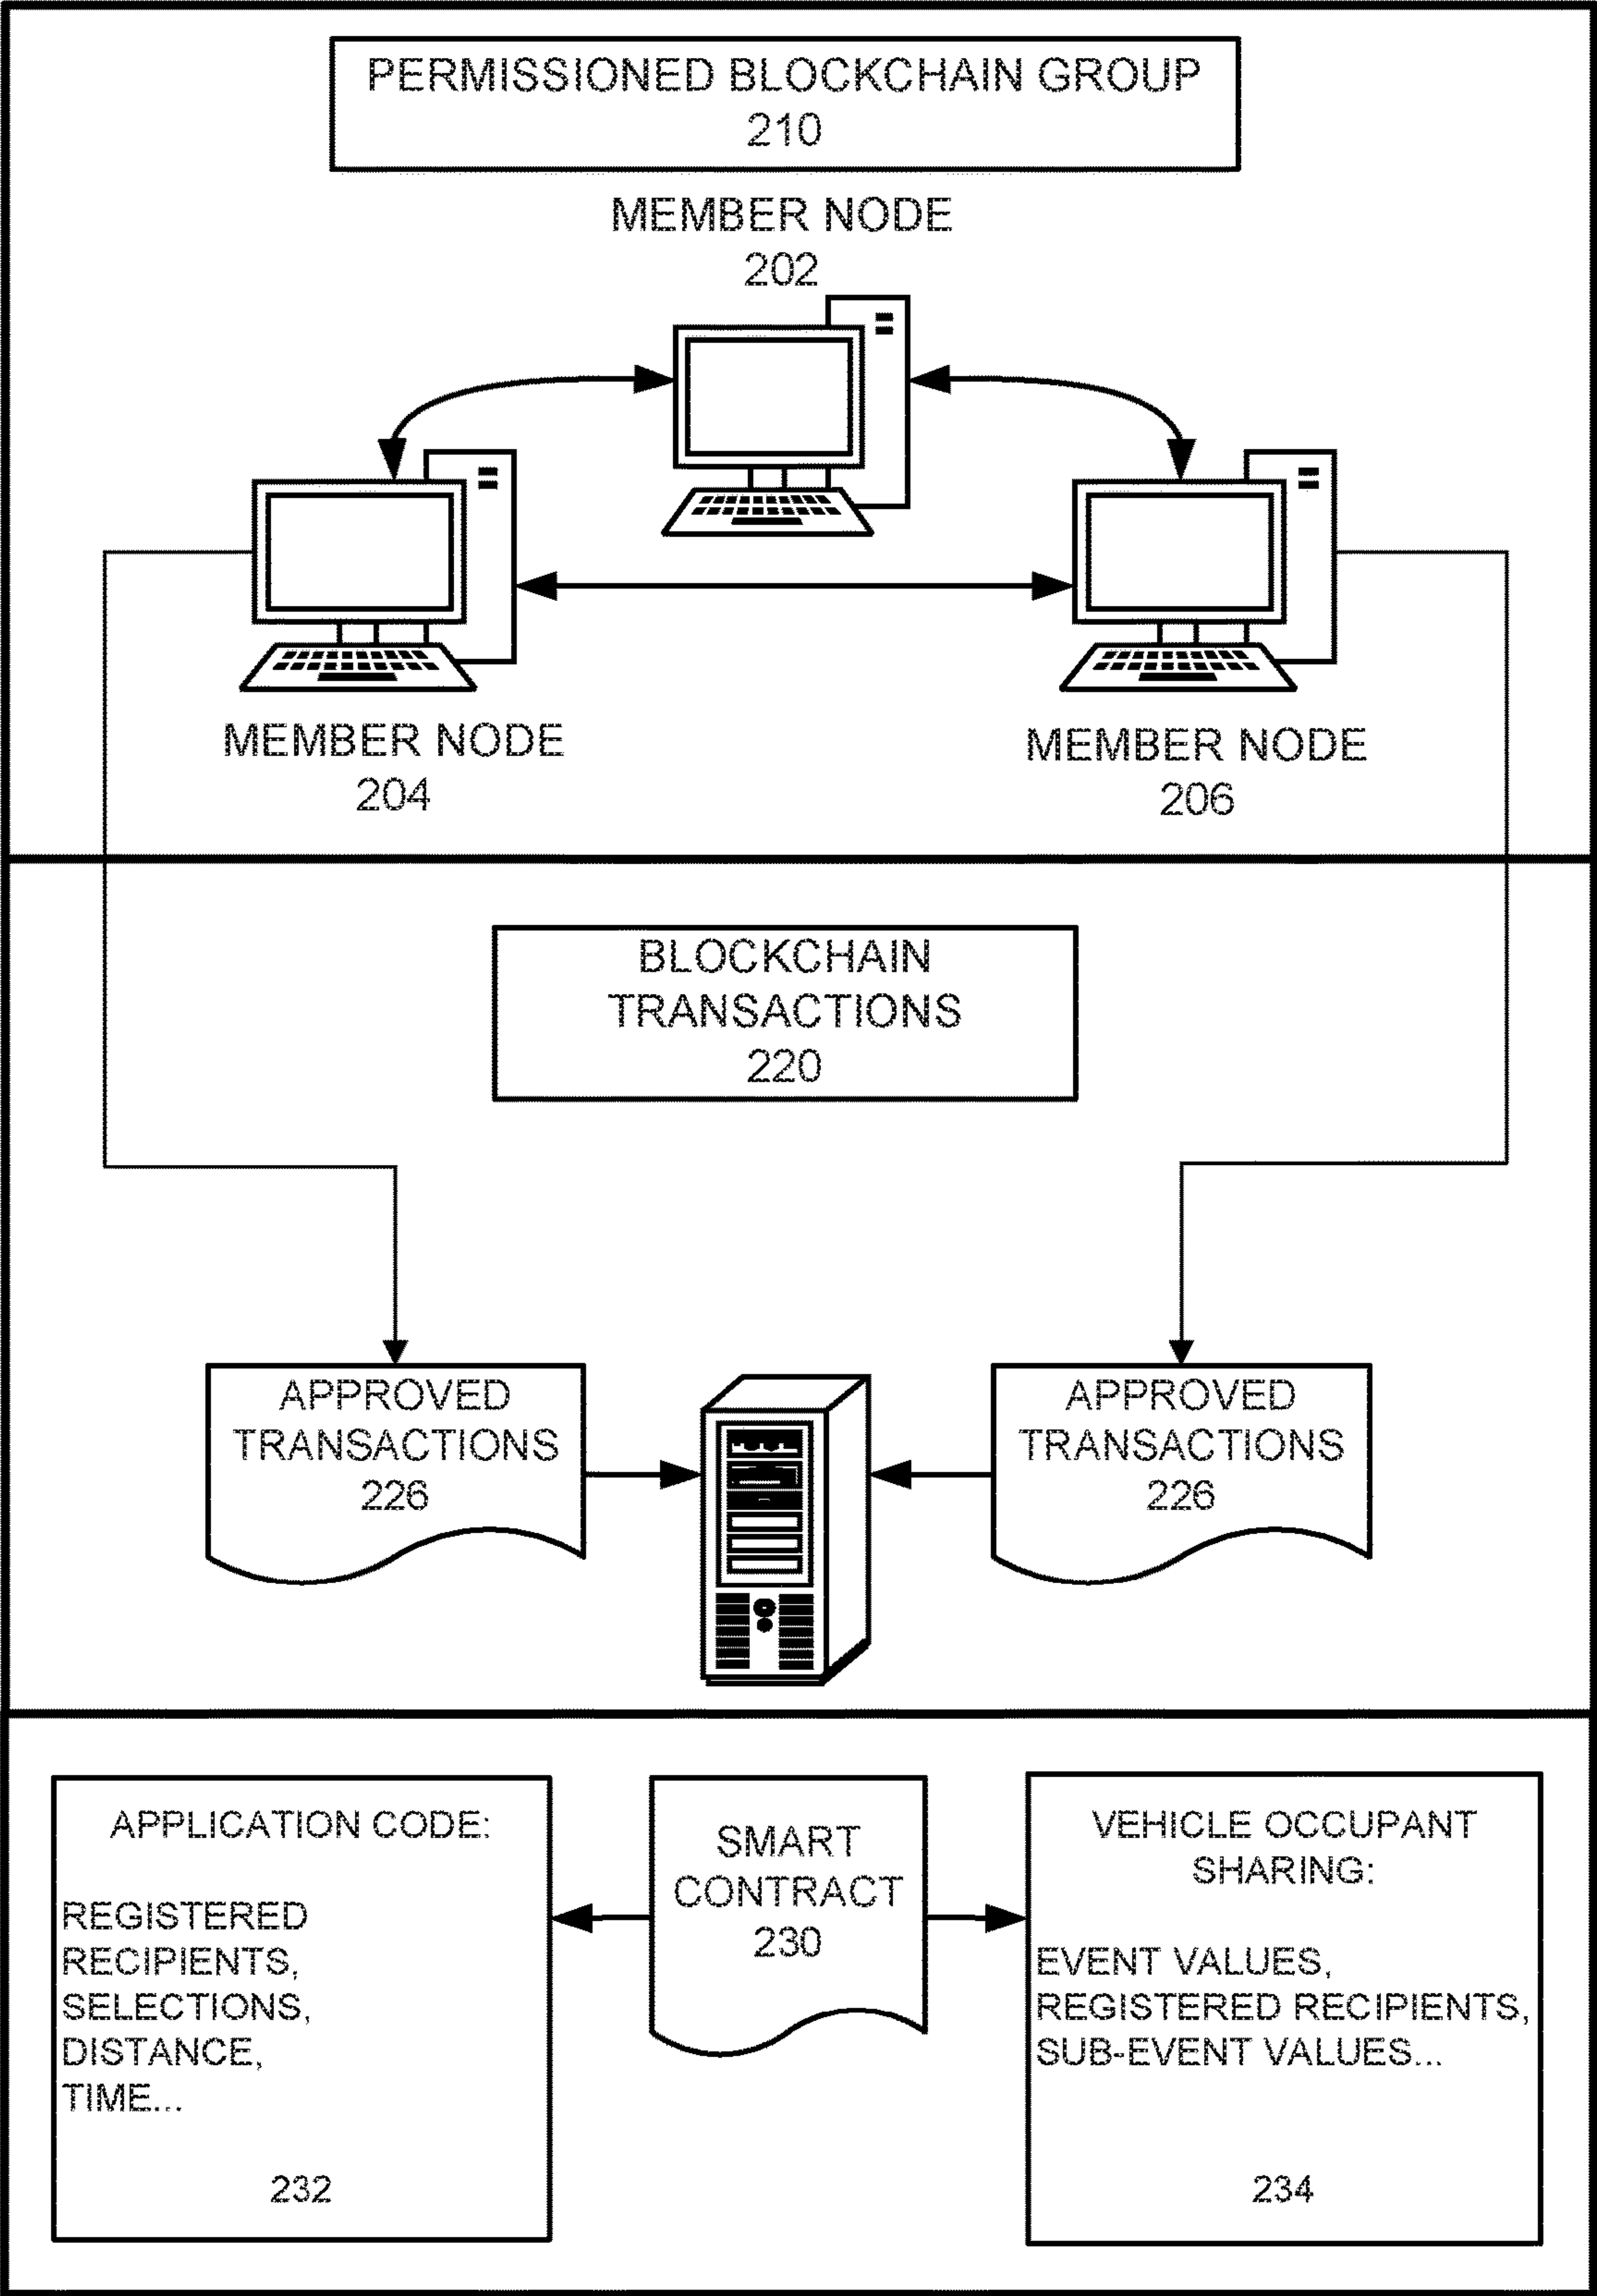 PERMISSIONED BLOCKCHAIN GROUP
210
MEMBER NODE
202
MEMBER NODE
204
MEMBER NODE
206
BLOCKCHAIN
TRANSACTIONS
220
APPROVED
TRANSACTIONS
226
APPROVED
TRANSACTIONS
226
APPLICATION CODE:
REGISTERED
RECIPIENTS,
SELECTIONS,
DISTANCE,
TIME...
232
SMART
CONTRACT
230
VEHICLE OCCUPANT
SHARING:
EVENT VALUES,
REGISTERED RECIPIENTS,
SUB-EVENT VALUES...
234